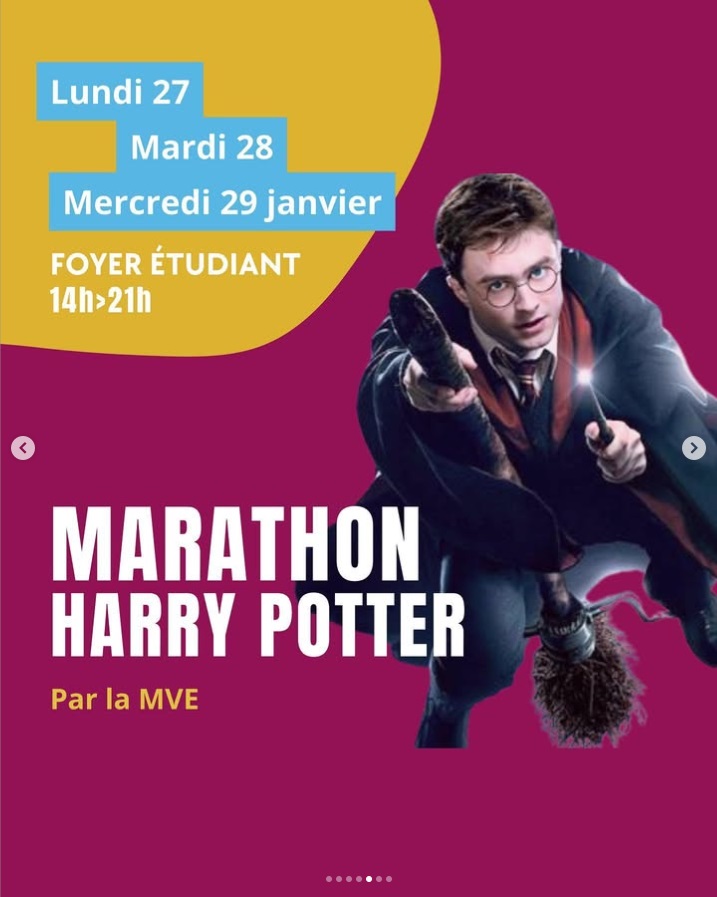 Lundi 27
Mardi 28
Mercredi 29 janvier
FOYER ÉTUDIANT
14h>21h
MARATHON
HARRY POTTER
Par la MVE